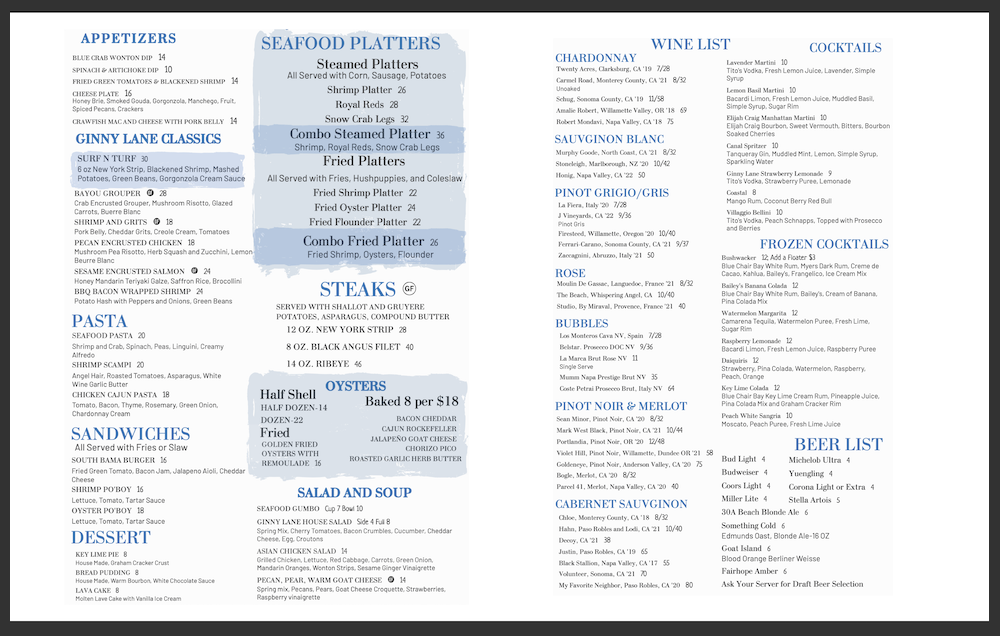 APPETIZERS
BLUE CRAB WONTON DIP 14
SPINACH & ARTICHOKE DIP 10
FRIED GREEN TOMATOES & BLACKENED SHRIMP 14
CHEESE PLATE 16
Honey Brie, Smoked Gouda, Gorgonzola, Manchego, Fruit,
Spiced Pecans, Crackers
CRAWFISH MAC AND CHEESE WITH PORK BELLY 14
GINNY LANE CLASSICS
SURF N TURF 30
6 oz New York Strip, Blackened Shrimp, Mashed
Potatoes, Green Beans, Gorgonzola Cream Sauce
BAYOU GROUPER GF 28
Crab Encrusted Grouper, Mushroom Risotto, Glazed
Carrots, Buerre Blanc
SHRIMP AND GRITS GF 18
Pork Belly, Cheddar Grits, Creole Cream, Tomatoes
PECAN ENCRUSTED CHICKEN 18
Mushroom Pea Risotto, Herb Squash and Zucchini, Lemon
Beurre Blanc
SESAME ENCRUSTED SALMON GF 24
Honey Mandarin Teriyaki Galze, Saffron Rice, Brocollini
BBQ BACON WRAPPED SHRIMP 24
Potato Hash with Peppers and Onions, Green Beans
PASTA
SEAFOOD PASTA 20
Shrimp and Crab, Spinach, Peas, Linguini, Creamy
Alfredo
SHRIMP SCAMPI 20
Angel Hair, Roasted Tomatoes, Asparagus, White
Wine Garlic Butter
CHICKEN CAJUN PASTA 18
Tomato, Bacon, Thyme, Rosemary, Green Onion,
Chardonnay Cream
SANDWICHES
All Served with Fries or Slaw
SOUTH BAMA BURGER 16
Fried Green Tomato, Bacon Jam, Jalapeno Aioli, Cheddar
Cheese
SHRIMP PO'BOY 16
Lettuce, Tomato, Tartar Sauce
OYSTER PO'BOY 18
Lettuce, Tomato, Tartar Sauce
DESSERT
KEY LIME PIE 8
House Made, Graham Cracker Crust
BREAD PUDDING 8
House Made, Warm Bourbon, White Chocolate Sauce
LAVA CAKE 8
Molten Lava Cake with Vanilla Ice Cream
SEAFOOD PLATTERS
Steamed Platters
All Served with Corn, Sausage, Potatoes
Shrimp Platter 26
Royal Reds 28
Snow Crab Legs 32
Combo Steamed Platter 36
Shrimp, Royal Reds, Snow Crab Legs
Fried Platters
All Served with Fries, Hushpuppies, and Coleslaw
Fried Shrimp Platter 22
Fried Oyster Platter 24
Fried Flounder Platter 22
Combo Fried Platter 26
Fried Shrimp, Oysters, Flounder
STEAKS GF
SERVED WITH SHALLOT AND GRUYERE
POTATOES, ASPARAGUS, COMPOUND BUTTER
12 OZ. NEW YORK STRIP 28
8 OZ. BLACK ANGUS FILET 40
14 OZ. RIBEYE 46
OYSTERS
Half Shell
HALF DOZEN-14
DOZEN-22
Fried
GOLDEN FRIED
OYSTERS WITH
REMOULADE 16
Baked 8 per $18
BACON CHEDDAR
CAJUN ROCKEFELLER
JALAPEÑO GOAT CHEESE
CHORIZO PICO
ROASTED GARLIC HERB BUTTER
SALAD AND SOUP
SEAFOOD GUMBO Cup 7 Bowl 10
GINNY LANE HOUSE SALAD Side 4 Full 8
Spring Mix, Cherry Tomatoes, Bacon Crumbles, Cucumber, Cheddar
Cheese, Egg, Croutons
ASIAN CHICKEN SALAD 14
Grilled Chicken, Lettuce, Red Cabbage, Carrots, Green Onion,
Mandarin Oranges, Wonton Strips, Sesame Ginger Vinaigrette
PECAN, PEAR, WARM GOAT CHEESE GF 14
Spring mix, Pecans, Pears, Goat Cheese Croquette, Strawberries,
Raspberry vinaigrette
WINE LIST
CHARDONNAY
Twenty Acres, Clarksburg, CA '19 7/28
Carmel Road, Monterey County, CA '21 8/32
Unoaked
Schug, Sonoma County, CA '19 11/58
Amalie Robert, Willamette Valley, OR '18 69
Robert Mondavi, Napa Valley, CA '18 75
SAUVGNION BLANC
Murphy Goode, North Coast, CA '21 8/32
Stoneleigh, Marlborough, NZ '20 10/42
Honig, Napa Valley, CA '22 50
PINOT GRIGIO/GRIS
La Fiera, Italy '20 7/28
J Vineyards, CA '22 9/36
Pinot Gris
Firesteed, Willamette, Oregon '20 10/40
Ferrari-Carano, Sonoma County, CA '21 9/37
Zaccagnini, Abruzzo, Italy '21 50
ROSE
Moulin De Gassac, Languedoc, France '21 8/32
The Beach, Whispering Angel, CA 10/40
Studio, By Miraval, Provence, France '21 40
BUBBLES
Los Monteros Cava NV, Spain 7/28
Belstar, Prosecco DOC NV 9/36
La Marca Brut Rose NV 11
Single Serve
Mumm Napa Prestige Brut NV 35
Coste Petrai Prosecco Brut, Italy NV 64
PINOT NOIR & MERLOT
Sean Minor, Pinot Noir, CA '20 8/32
Mark West Black, Pinot Noir, CA '21 10/44
Portlandia, Pinot Noir, OR '20 12/48
Violet Hill, Pinot Noir, Willamette, Dundee OR '21 58
Goldeneye, Pinot Noir, Anderson Valley, CA '20 75
Bogle, Merlot, CA '20 8/32
Parcel 41, Merlot, Napa Valley, CA '20 40
CABERNET SAUVGINON
Chloe, Monterey County, CA '18 8/32
Hahn, Paso Robles and Lodi, CA '21 10/40
Decoy, CA '21 38
Justin, Paso Robles, CA '19 65
Black Stallion, Napa Valley, CA '17 55
Volunteer, Sonoma, CA '21 70
My Favorite Neighbor, Paso Robles, CA '20 80
COCKTAILS
Lavender Martini 10
Tito's Vodka, Fresh Lemon Juice, Lavender, Simple
Syrup
Lemon Basil Martini 10
Bacardi Limon, Fresh Lemon Juice, Muddled Basil,
Simple Syrup, Sugar Rim
Elijah Craig Manhattan Martini 10
Elijah Craig Bourbon, Sweet Vermouth, Bitters, Bourbon
Soaked Cherries
Canal Spritzer 10
Tanqueray Gin, Muddled Mint, Lemon, Simple Syrup,
Sparkling Water
Ginny Lane Strawberry Lemonade 9
Tito's Vodka, Strawberry Puree, Lemonade
Coastal 8
Mango Rum, Coconut Berry Red Bull
Villaggio Bellini 10
Tito's Vodka, Peach Schnapps, Topped with Prosecco
and Berries
FROZEN COCKTAILS
Bushwacker 12; Add a Floater $3
Blue Chair Bay White Rum, Myers Dark Rum, Creme de
Cacao, Kahlua, Bailey's, Frangelico, Ice Cream Mix
Bailey's Banana Colada 12
Blue Chair Bay White Rum, Bailey's, Cream of Banana,
Pina Colada Mix
Watermelon Margarita 12
Camarena Tequila, Watermelon Puree, Fresh Lime,
Sugar Rim
Raspberry Lemonade 12
Bacardi Limon, Fresh Lemon Juice, Raspberry Puree
Daiquiris 12
Strawberry, Pina Colada, Watermelon, Raspberry,
Peach, Orange
Key Lime Colada 12
Blue Chair Bay Key Lime Cream Rum, Pineapple Juice,
Pina Colada Mix and Graham Cracker Rim
Peach White Sangria 10
Moscato, Peach Puree, Fresh Lime Juice
BEER LIST
Bud Light 4
Budweiser 4
Coors Light 4
Miller Lite 4
Michelob Ultra 4
Yuengling 4
Corona Light or Extra 4
Stella Artois 5
30A Beach Blonde Ale 6
Something Cold 6
Edmunds Oast, Blonde Ale-16 OZ
Goat Island 6
Blood Orange Berliner Weisse
Fairhope Amber 6
Ask Your Server for Draft Beer Selection